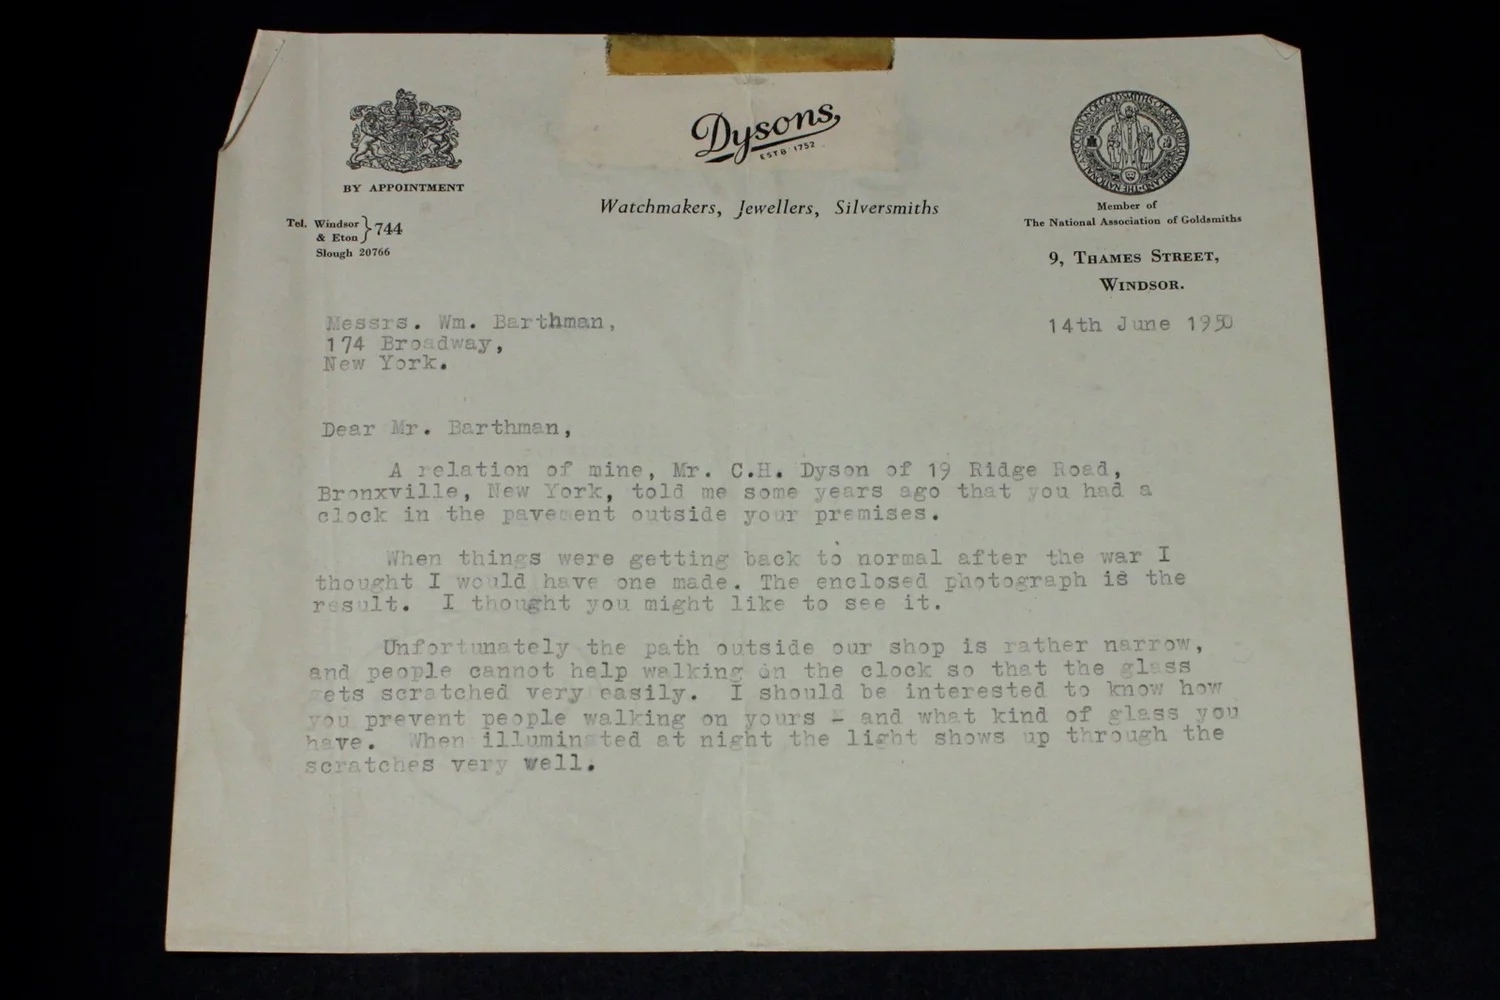 Dysons
ESTB 1752
BY APPOINTMENT
Watchmakers, Jewellers, Silversmiths
Member of
The National Association of Goldsmiths
Tel. Windsor & Eton } 744
Slough 20766
9, THAMES STREET,
WINDSOR.
Messrs. Wm. Barthman,
174 Broadway,
New York.
14th June 1950
Dear Mr. Barthman,
A relation of mine, Mr. C.H. Dyson of 19 Ridge Road,
Bronxville, New York, told me some years ago that you had a
clock in the pavement outside your premises.
When things were getting back to normal after the war I
thought I would have one made. The enclosed photograph is the
result. I thought you might like to see it.
Unfortunately the path outside our shop is rather narrow,
and people cannot help walking on the clock so that the glass
gets scratched very easily. I should be interested to know how
you prevent people walking on yours - and what kind of glass you
have. When illuminated at night the light shows up through the
scratches very well.